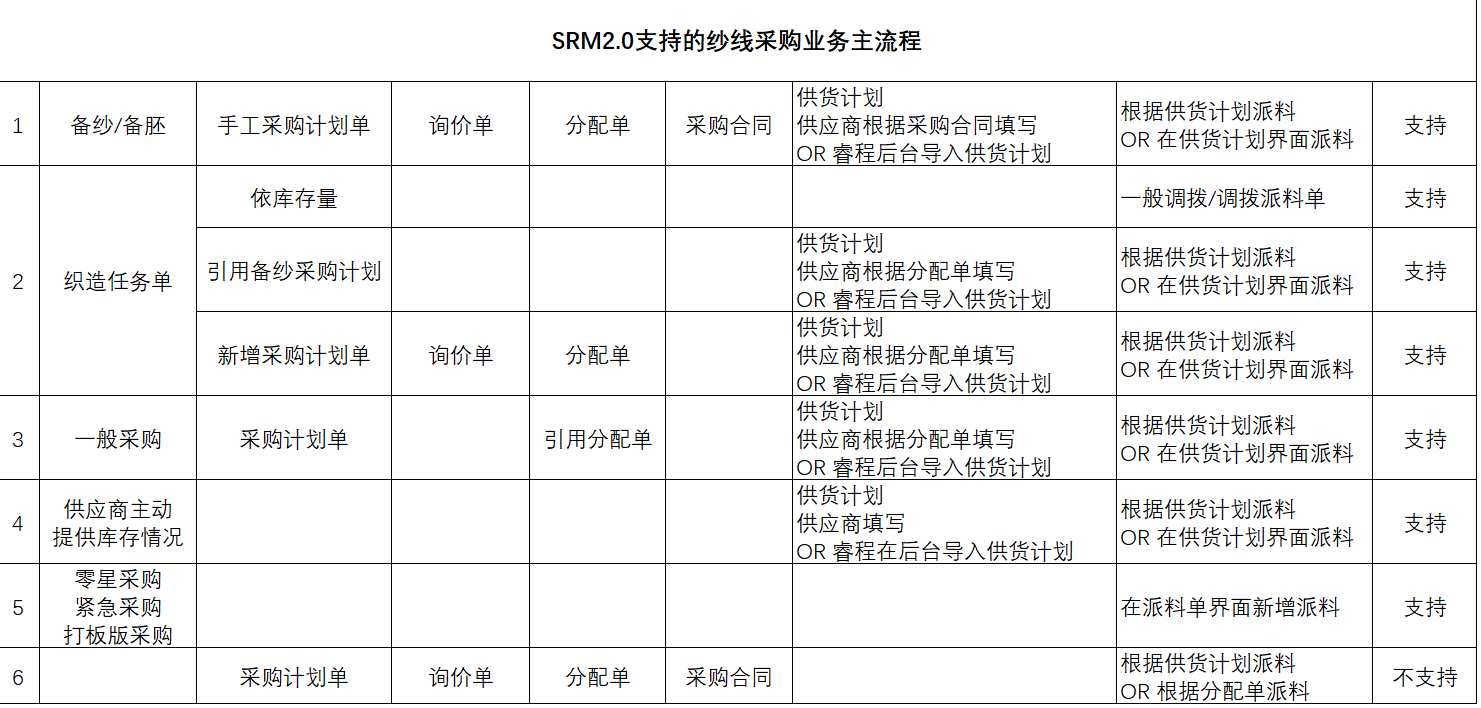 SRM2.0支持的纱线采购业务主流程
1 备纱/备胚 手工采购计划单 询价单 分配单 采购合同 供货计划
供应商根据采购合同填写
OR 睿程后台导入供货计划 根据供货计划派料
OR 在供货计划界面派料 支持
2 织造任务单 依库存量 一般调拨/调拨派料单 支持
引用备纱采购计划 供货计划
供应商根据分配单填写
OR 睿程后台导入供货计划 根据供货计划派料
OR 在供货计划界面派料 支持
新增采购计划单 询价单 分配单 供货计划
供应商根据分配单填写
OR 睿程后台导入供货计划 根据供货计划派料
OR 在供货计划界面派料 支持
3 一般采购 采购计划单 引用分配单 供货计划
供应商根据分配单填写
OR 睿程后台导入供货计划 根据供货计划派料
OR 在供货计划界面派料 支持
4 供应商主动
提供库存情况 供货计划
供应商填写
OR 睿程在后台导入供货计划 根据供货计划派料
OR 在供货计划界面派料 支持
5 零星采购
紧急采购
打板版采购 在派料单界面新增派料 支持
6 采购计划单 询价单 分配单 采购合同 根据供货计划派料
OR 根据分配单派料 不支持